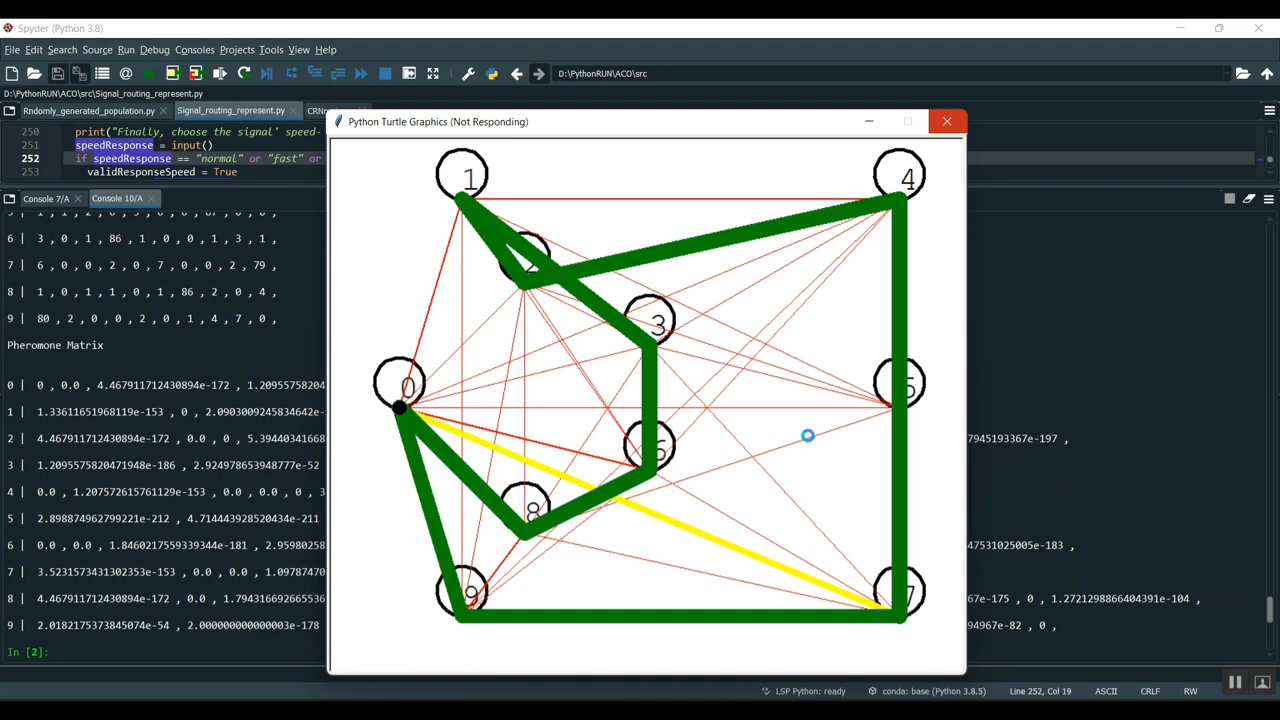 Spyder (Python 3.8)
File Edit Search Source Run Debug Consoles Projects Tools View Help
D:\PythonRUN\ACO\src
D:\PythonRUN\ACO\src\Signal_routing_represent.py
Rndomly_generated_population.py Signal_routing_represent.py
250 print("Finally, choose the signal' speed-
251 speedResponse = input()
252 if speedResponse == "normal" or "fast" or
253 validResponseSpeed = True
Python Turtle Graphics (Not Responding)
Console 7/A Console 10/A
6 | 3 , 0 , 1 , 86 , 1 , 0 , 0 , 1 , 3 , 1 ,
7 | 6 , 0 , 0 , 2 , 0 , 7 , 0 , 0 , 2 , 79 ,
8 | 1 , 0 , 1 , 1 , 0 , 1 , 86 , 2 , 0 , 4 ,
9 | 80 , 2 , 0 , 0 , 2 , 0 , 1 , 4 , 7 , 0 ,
Pheromone Matrix
0 | 0 , 0.0 , 4.467911712430894e-172 , 1.20955758204
1 | 1.33611651968119e-153 , 0 , 2.0903009245834642e-
2 | 4.467911712430894e-172 , 0.0 , 0 , 5.39440341668 7945193367e-197 ,
3 | 1.2095575820471948e-186 , 2.924978653948777e-52
4 | 0.0 , 1.207572615761129e-153 , 0.0 , 0.0 , 0 , 3
5 | 2.898874962799221e-212 , 4.714443928520434e-211
6 | 0.0 , 0.0 , 1.8460217559339344e-181 , 2.95980258 47531025005e-183 ,
7 | 3.5231573431302353e-153 , 0.0 , 0.0 , 1.09787470
8 | 4.467911712430894e-172 , 0.0 , 1.79431669266553 67e-175 , 0 , 1.2721298866404391e-104 ,
9 | 2.0182175373845074e-54 , 2.000000000000003e-178 94967e-82 , 0 ,
In [2]:
1
4
3
0
5
6
8
9
7
LSP Python: ready conda: base (Python 3.8.5) Line 252, Col 19 ASCII CRLF RW